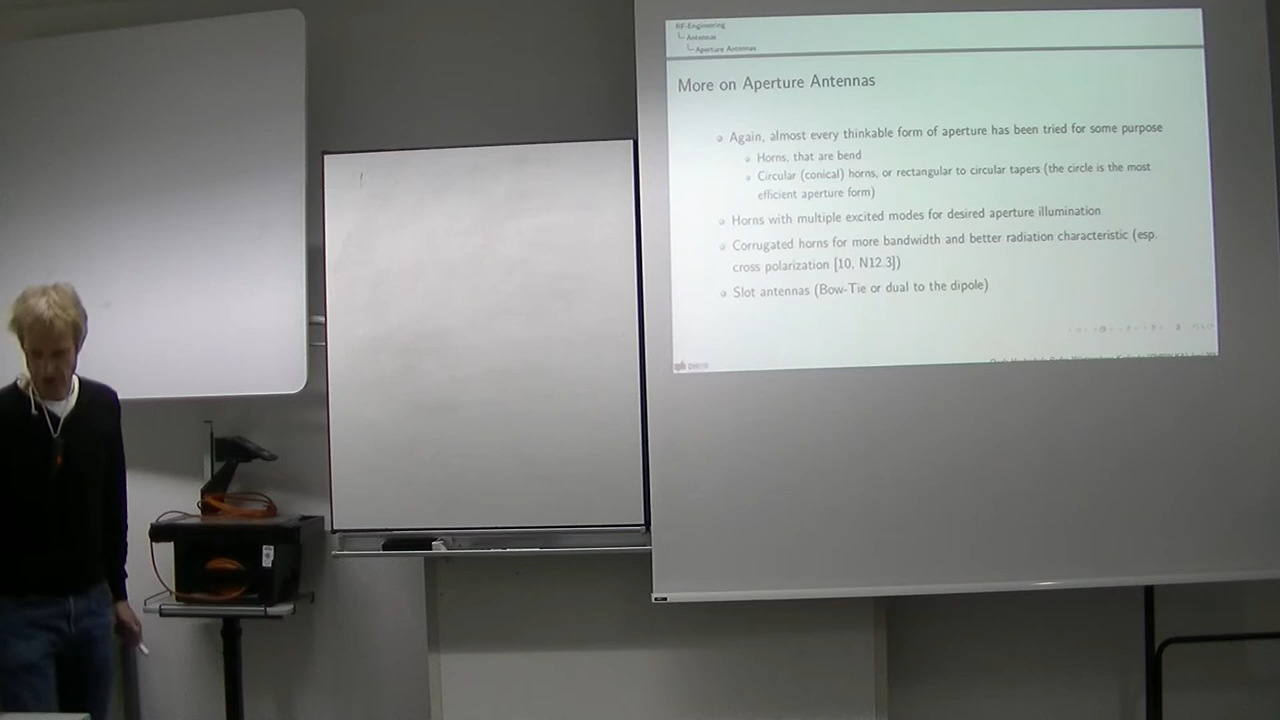 RF-Engineering
Antennas
Aperture Antennas
More on Aperture Antennas
Again, almost every thinkable form of aperture has been tried for some purpose
Horns, that are bend
Circular (conical) horns, or rectangular to circular tapers (the circle is the most
efficient aperture form)
Horns with multiple excited modes for desired aperture illumination
Corrugated horns for more bandwidth and better radiation characteristic (esp.
cross polarization [10, N12.3])
Slot antennas (Bow-Tie or dual to the dipole)